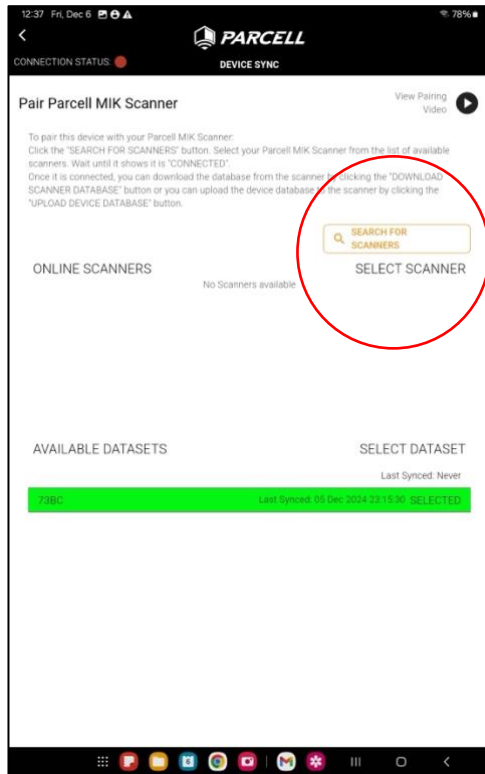 12:37 Fri, Dec 6 78%
PARCELL
CONNECTION STATUS:
DEVICE SYNC
Pair Parcell MIK Scanner
View Pairing
Video
To pair this device with your Parcell MIK Scanner:
Click the "SEARCH FOR SCANNERS" button. Select your Parcell MIK Scanner from the list of available
scanners. Wait until it shows it is "CONNECTED".
Once it is connected, you can download the database from the scanner by clicking the "DOWNLOAD
SCANNER DATABASE" button or you can upload the device database to the scanner by clicking the
"UPLOAD DEVICE DATABASE" button.
SEARCH FOR
SCANNERS
ONLINE SCANNERS SELECT SCANNER
No Scanners available
AVAILABLE DATASETS SELECT DATASET
Last Synced: Never
73BC Last Synced: 05 Dec 2024 23:15:30 SELECTED